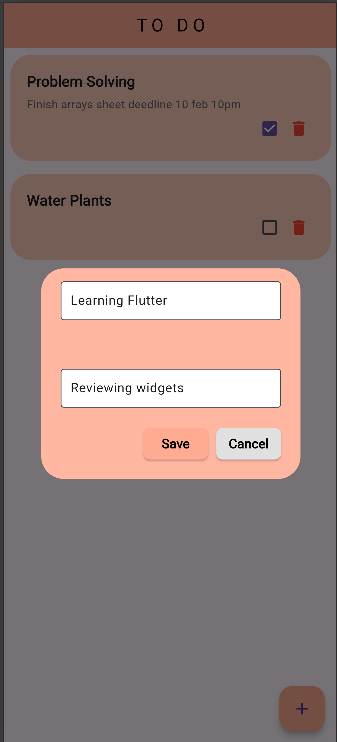 TO DO
Problem Solving
Finish arrays sheet deedline 10 feb 10pm
Water Plants
Learning Flutter
Reviewing widgets
Save Cancel
+